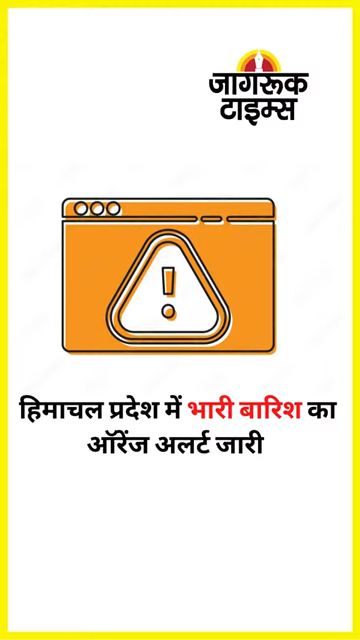 जागरूक
टाइम्स
!
हिमाचल प्रदेश में भारी बारिश का
ऑरेंज अलर्ट जारी